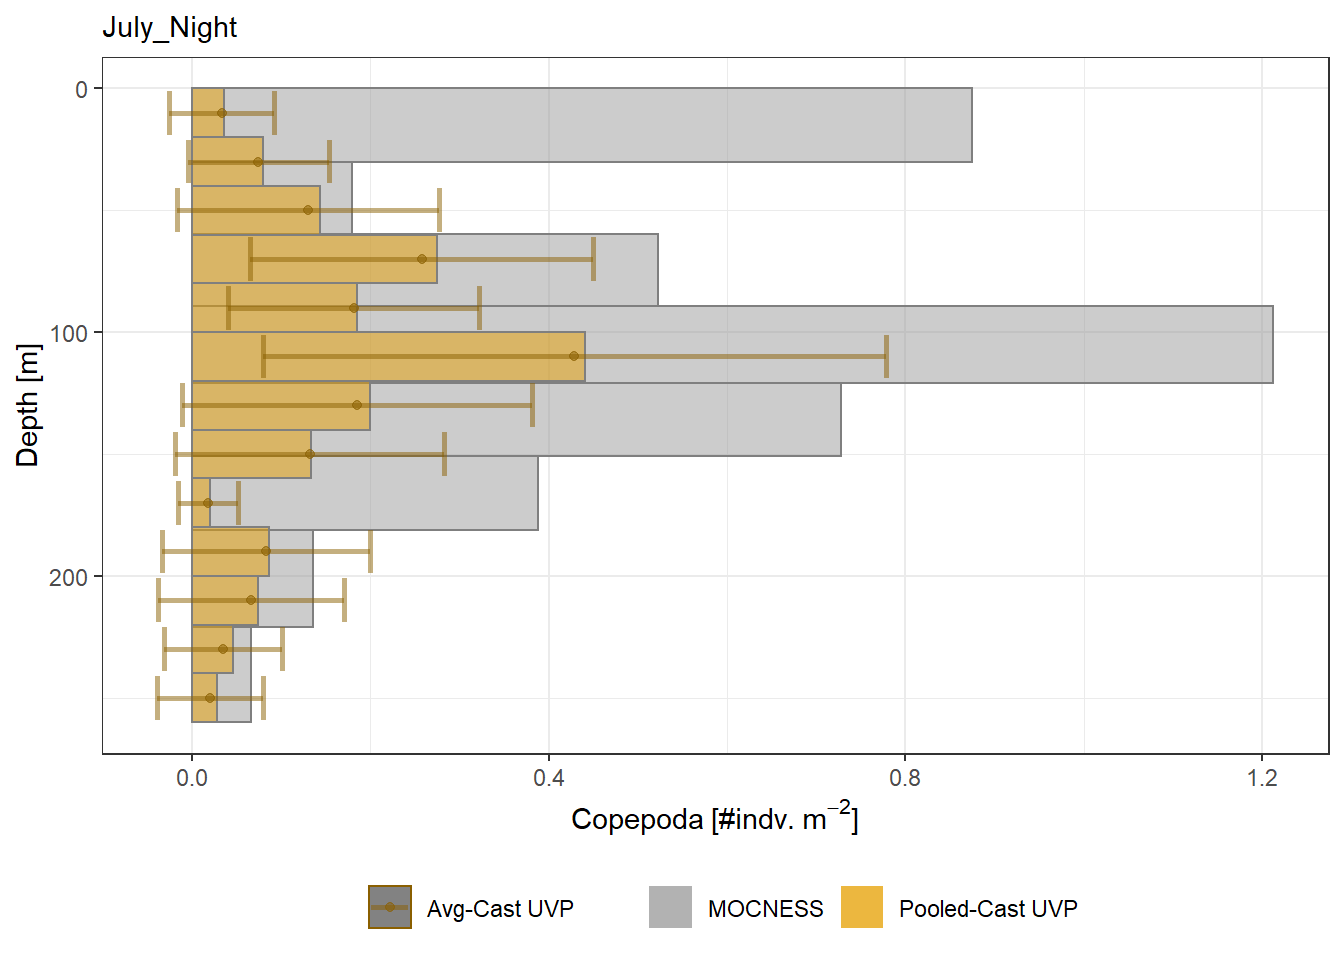 July_Night
0
100
200
Depth [m]
0.0 0.4 0.8 1.2
Copepoda [#indv. m⁻²]
Avg-Cast UVP MOCNESS Pooled-Cast UVP